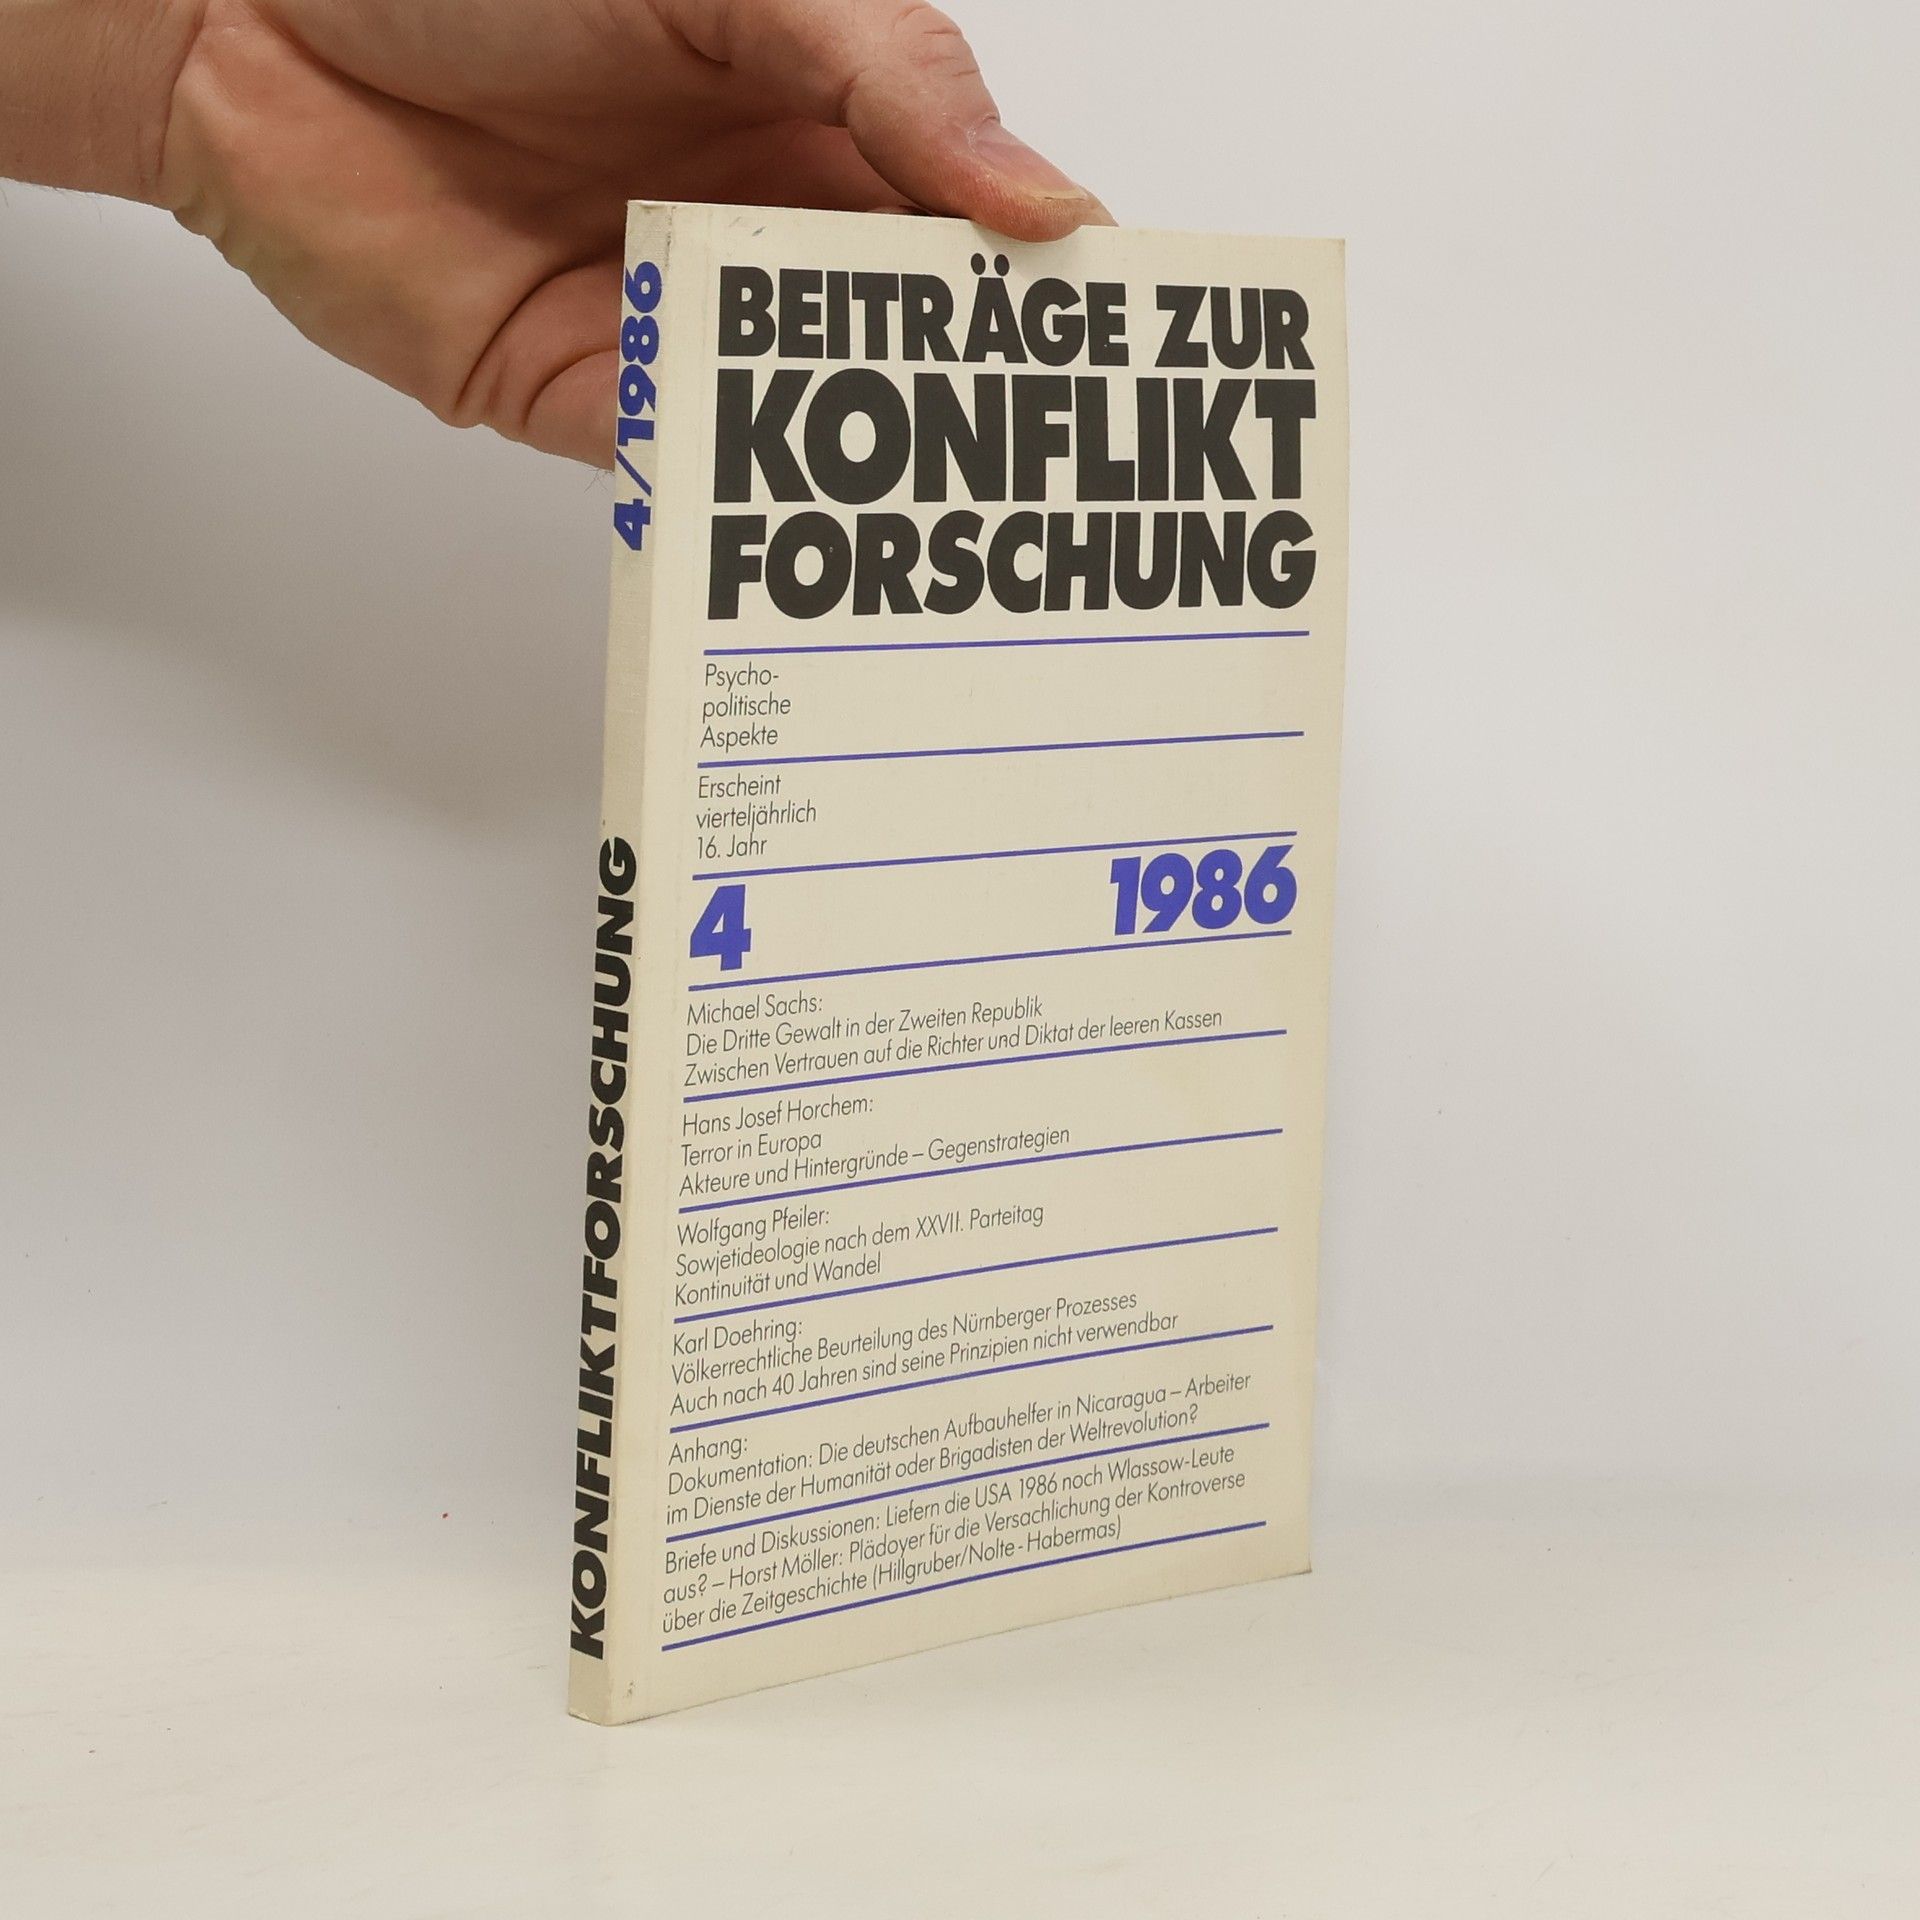 BEITRÄGE ZUR
KONFLIKT
FORSCHUNG
Psycho-
politische
Aspekte
Erscheint
vierteljährlich
16. Jahr
4 1986
Michael Sachs:
Die Dritte Gewalt in der Zweiten Republik
Zwischen Vertrauen auf die Richter und Diktat der leeren Kassen
Hans Josef Horchem:
Terror in Europa
Akteure und Hintergründe – Gegenstrategien
Wolfgang Pfeiler:
Sowjetideologie nach dem XXVII. Parteitag
Kontinuität und Wandel
Karl Doehring:
Völkerrechtliche Beurteilung des Nürnberger Prozesses
Auch nach 40 Jahren sind seine Prinzipien nicht verwendbar
Anhang:
Dokumentation: Die deutschen Aufbauhelfer in Nicaragua – Arbeiter
im Dienste der Humanität oder Brigadisten der Weltrevolution?
Briefe und Diskussionen: Liefern die USA 1986 noch Wlassow-Leute
aus? – Horst Möller: Plädoyer für die Versachlichung der Kontroverse
über die Zeitgeschichte (Hillgruber/Nolte - Habermas)
KONFLIKTFORSCHUNG 4/1986